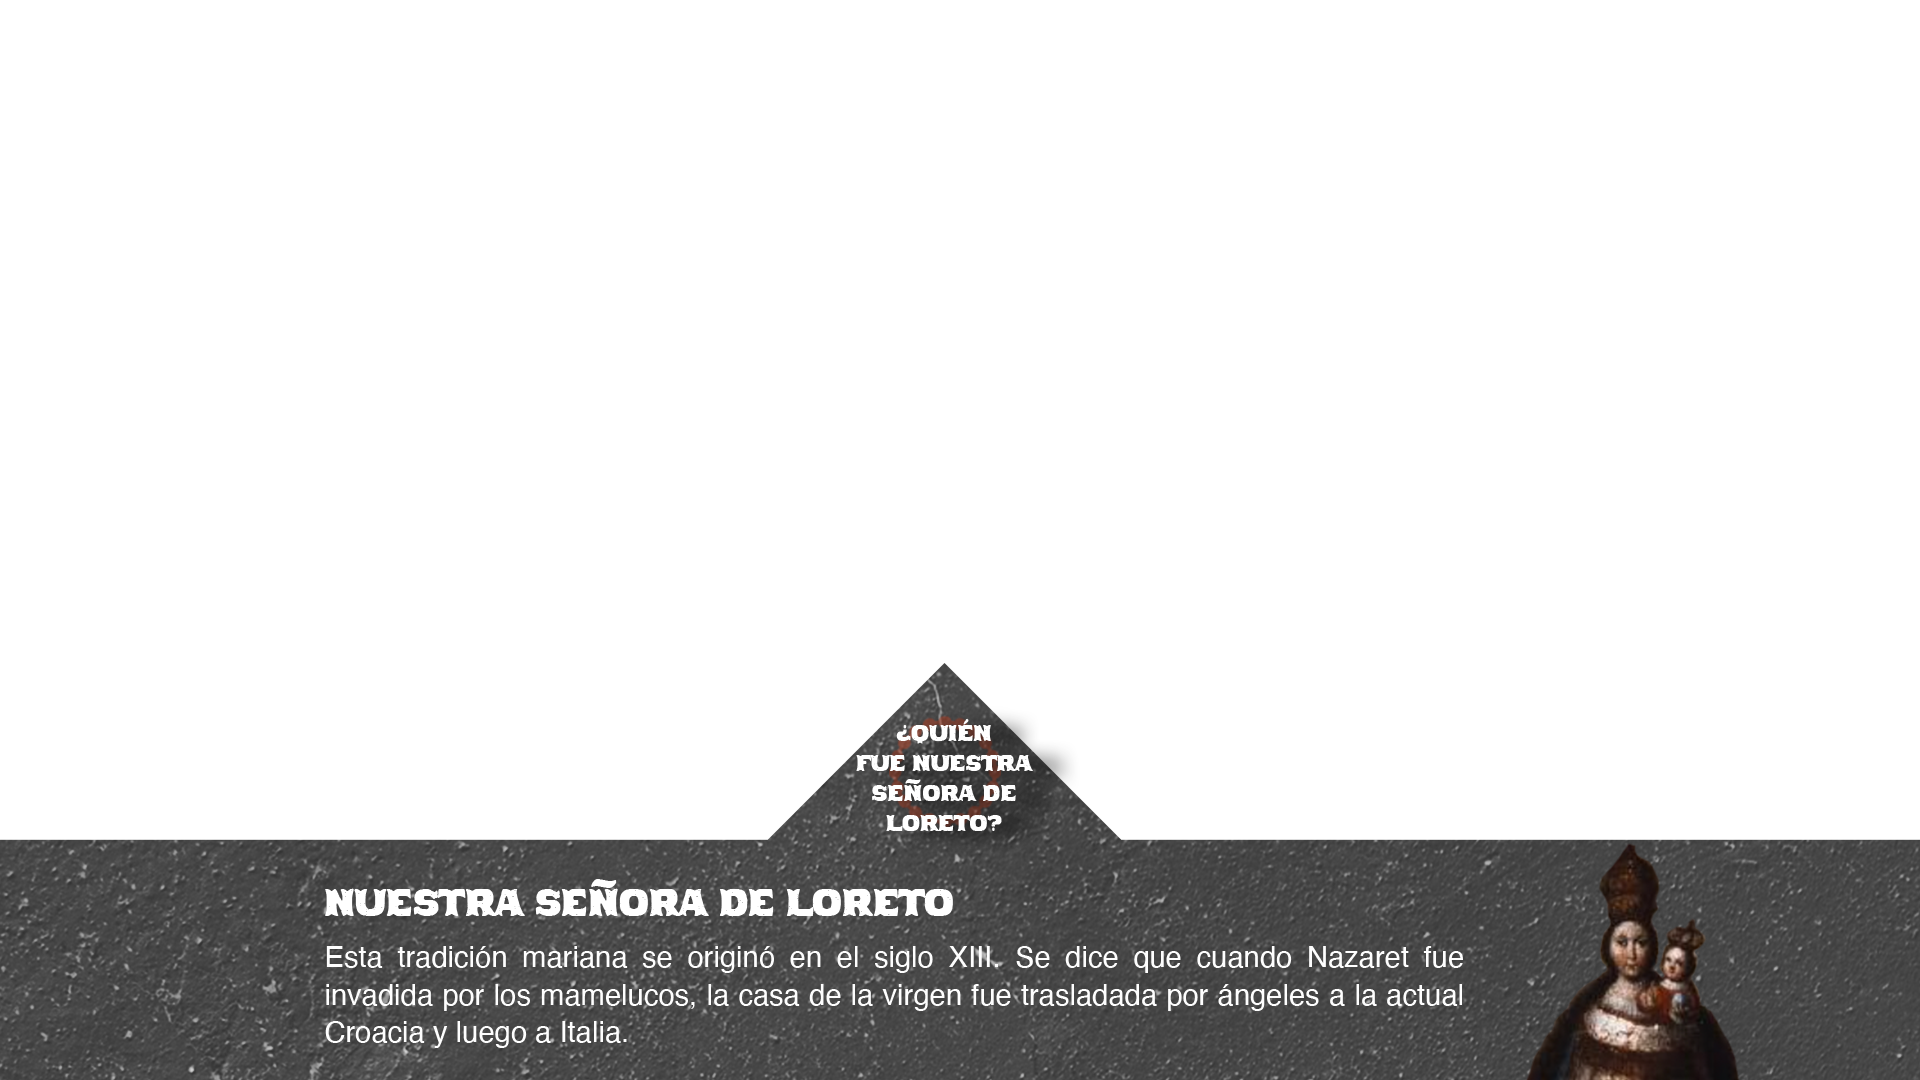 ¿QUIÉN
FUE NUESTRA
SEÑORA DE
LORETO?
NUESTRA SEÑORA DE LORETO
Esta tradición mariana se originó en el siglo XIII. Se dice que cuando Nazaret fue
invadida por los mamelucos, la casa de la virgen fue trasladada por ángeles a la actual
Croacia y luego a Italia.